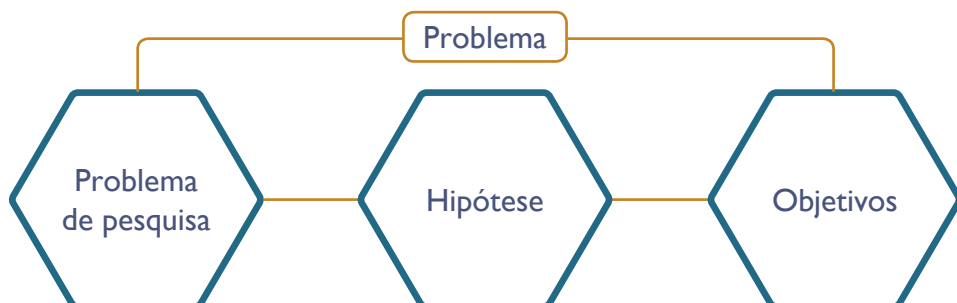 Problema
Problema
de pesquisa
Hipótese
Objetivos